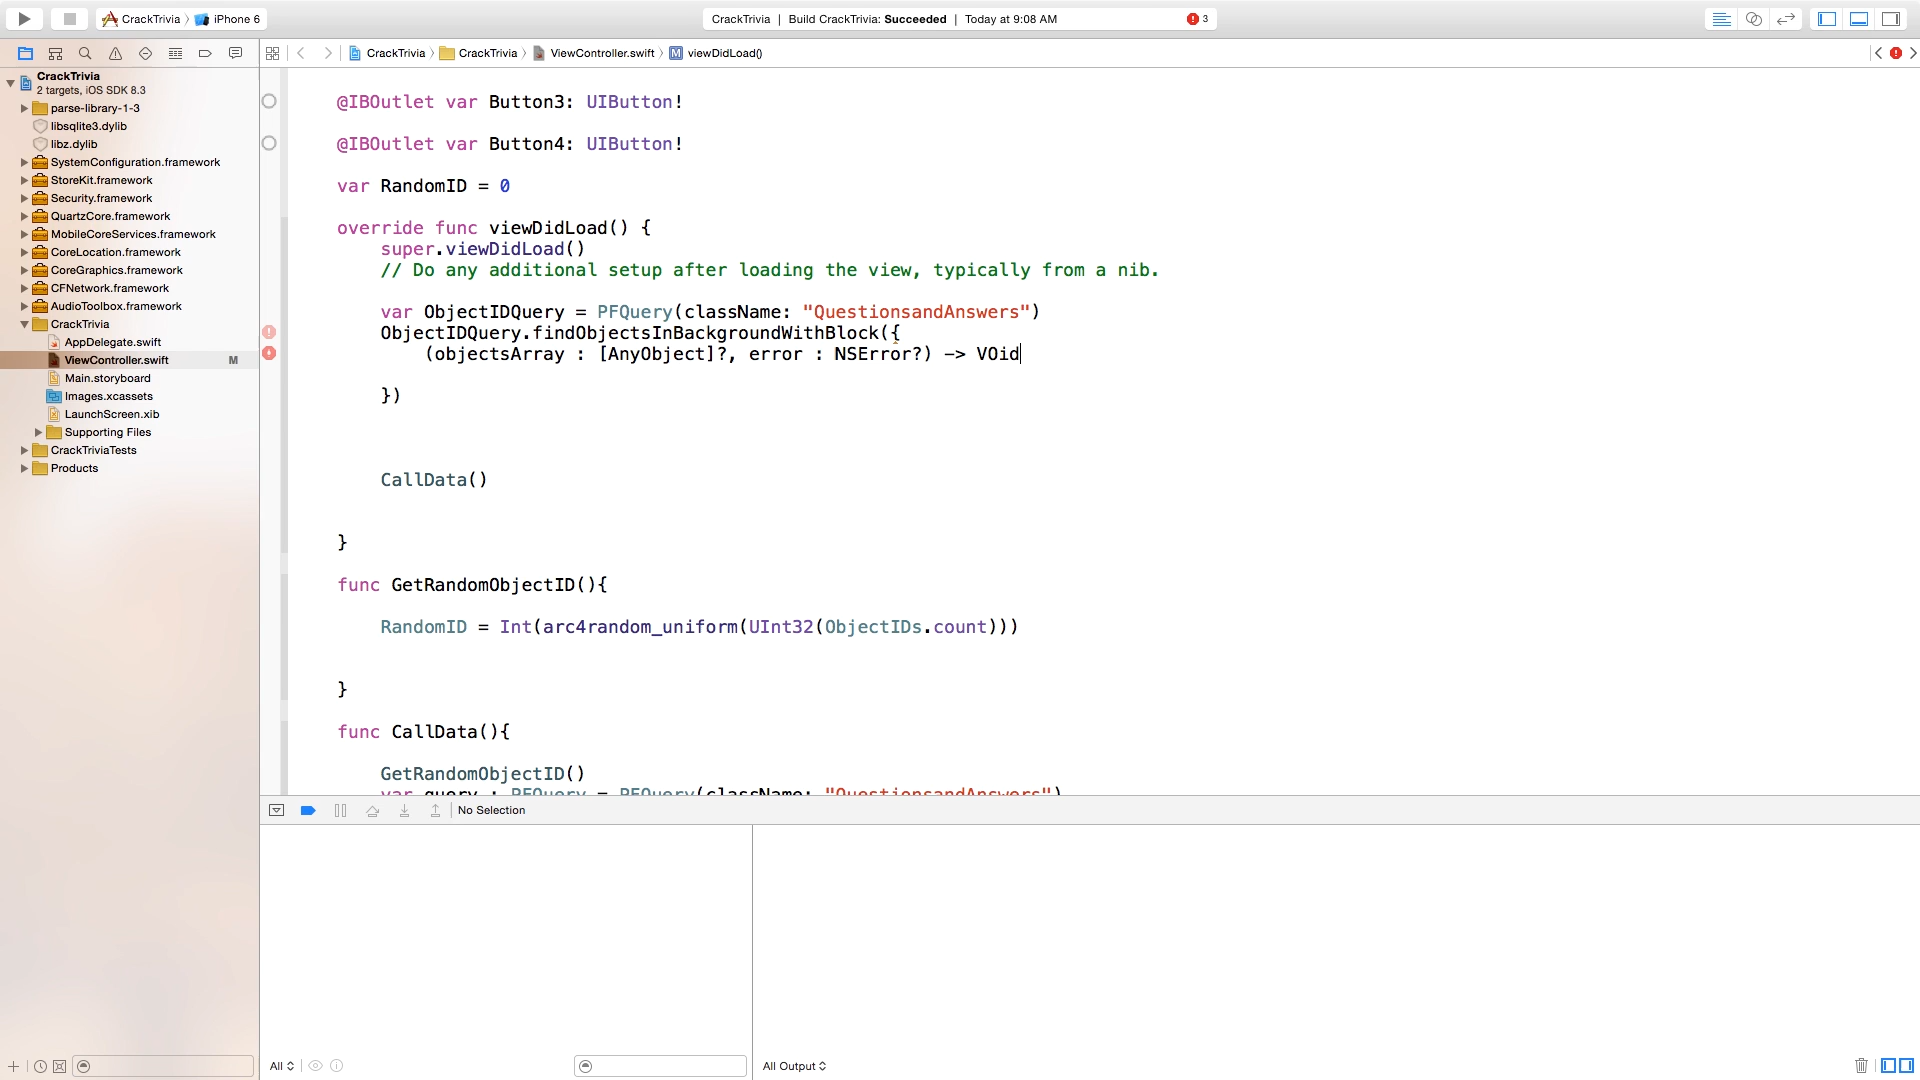 CrackTrivia 〉 iPhone 6
CrackTrivia | Build CrackTrivia: Succeeded | Today at 9:08 AM
3
CrackTrivia 〉 CrackTrivia 〉 ViewController.swift 〉 M viewDidLoad()
CrackTrivia
2 targets, iOS SDK 8.3
parse-library-1-3
libsqlite3.dylib
libz.dylib
SystemConfiguration.framework
StoreKit.framework
Security.framework
QuartzCore.framework
MobileCoreServices.framework
CoreLocation.framework
CoreGraphics.framework
CFNetwork.framework
AudioToolbox.framework
CrackTrivia
AppDelegate.swift
ViewController.swift M
Main.storyboard
Images.xcassets
LaunchScreen.xib
Supporting Files
CrackTriviaTests
Products
@IBOutlet var Button3: UIButton!
@IBOutlet var Button4: UIButton!
var RandomID = 0
override func viewDidLoad() {
super.viewDidLoad()
// Do any additional setup after loading the view, typically from a nib.
var ObjectIDQuery = PFQuery(className: "QuestionsandAnswers")
ObjectIDQuery.findObjectsInBackgroundWithBlock({
(objectsArray : [AnyObject]?, error : NSError?) -> VOid
})
CallData()
}
func GetRandomObjectID(){
RandomID = Int(arc4random_uniform(UInt32(ObjectIDs.count)))
}
func CallData(){
GetRandomObjectID()
var query : PFQuery = PFQuery(className: "QuestionsandAnswers")
No Selection
All
All Output